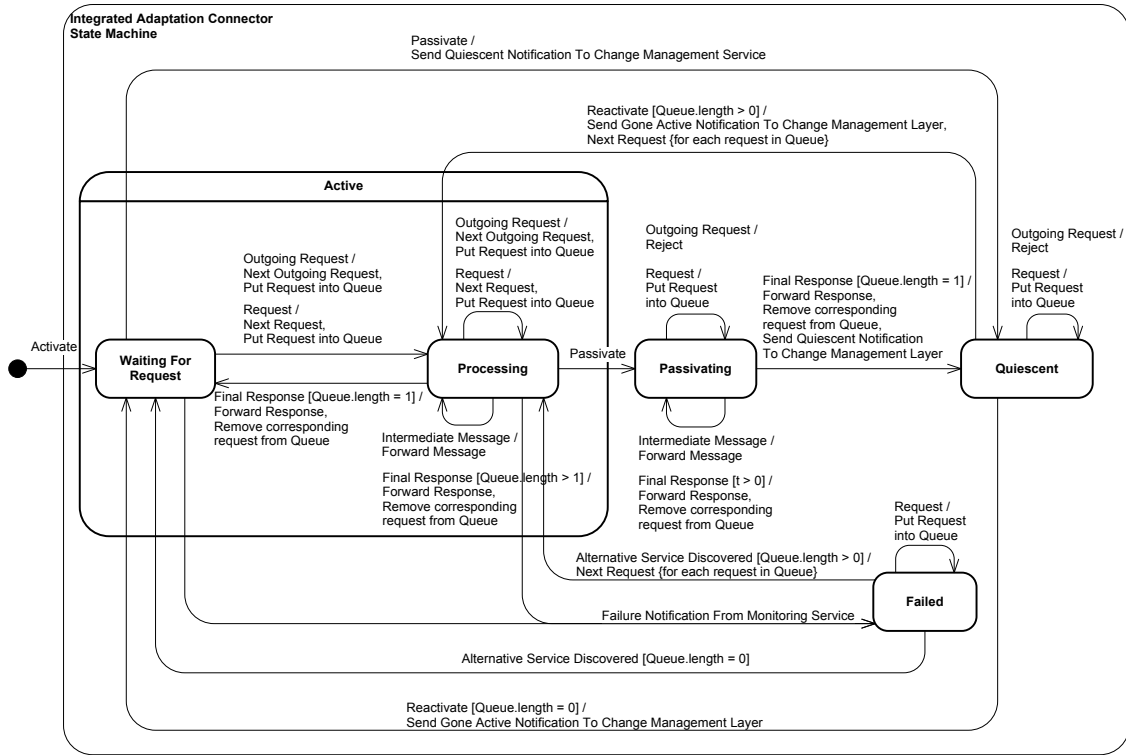 Integrated Adaptation Connector
State Machine
Passivate /
Send Quiescent Notification To Change Management Service
Reactivate [Queue.length > 0] /
Send Gone Active Notification To Change Management Layer,
Next Request {for each request in Queue}
Active
Outgoing Request /
Next Outgoing Request,
Put Request into Queue
Request /
Next Request,
Put Request into Queue
Outgoing Request /
Next Outgoing Request,
Put Request into Queue
Request /
Next Request,
Put Request into Queue
Outgoing Request /
Reject
Request /
Put Request
into Queue
Final Response [Queue.length = 1] /
Forward Response,
Remove corresponding
request from Queue,
Send Quiescent Notification
To Change Management Layer
Outgoing Request /
Reject
Request /
Put Request
into Queue
Activate
Waiting For
Request
Processing
Passivate
Passivating
Quiescent
Final Response [Queue.length = 1] /
Forward Response,
Remove corresponding
request from Queue
Intermediate Message /
Forward Message
Final Response [Queue.length > 1] /
Forward Response,
Remove corresponding
request from Queue
Intermediate Message /
Forward Message
Final Response [t > 0] /
Forward Response,
Remove corresponding
request from Queue
Request /
Put Request
into Queue
Alternative Service Discovered [Queue.length > 0] /
Next Request {for each request in Queue}
Failed
Failure Notification From Monitoring Service
Alternative Service Discovered [Queue.length = 0]
Reactivate [Queue.length = 0] /
Send Gone Active Notification To Change Management Layer